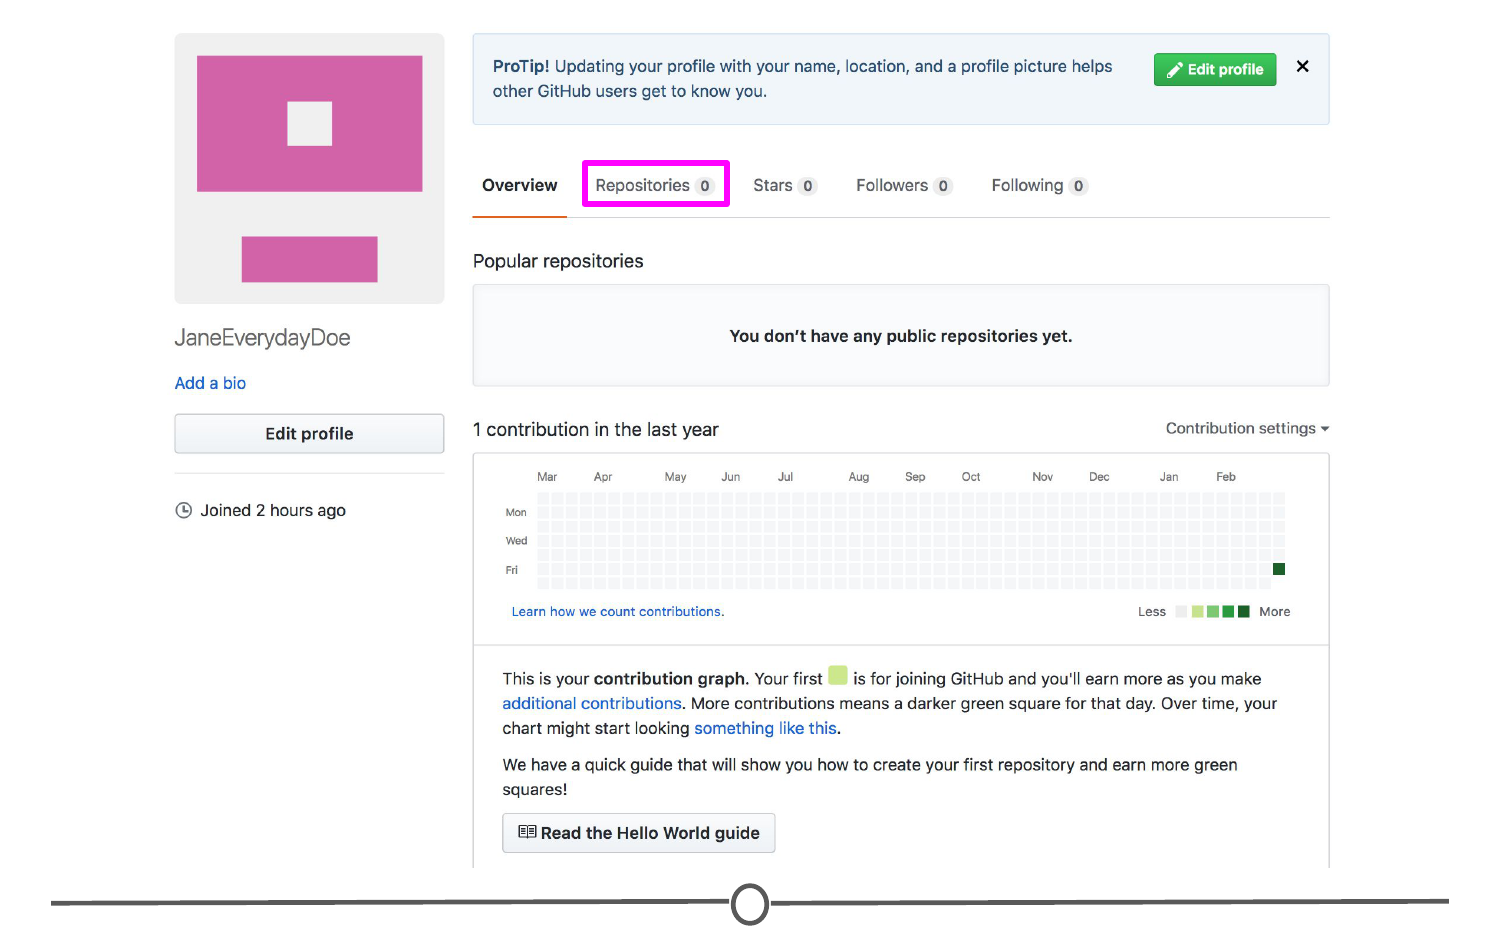 ProTip! Updating your profile with your name, location, and a profile picture helps
other GitHub users get to know you.
Edit profile
Overview
Repositories 0
Stars 0
Followers 0
Following 0
Popular repositories
You don’t have any public repositories yet.
JaneEverydayDoe
Add a bio
Edit profile
Joined 2 hours ago
1 contribution in the last year
Contribution settings
Mar Apr May Jun Jul Aug Sep Oct Nov Dec Jan Feb
Mon
Wed
Fri
Learn how we count contributions.
Less More
This is your contribution graph. Your first is for joining GitHub and you'll earn more as you make
additional contributions. More contributions means a darker green square for that day. Over time, your
chart might start looking something like this.
We have a quick guide that will show you how to create your first repository and earn more green
squares!
Read the Hello World guide